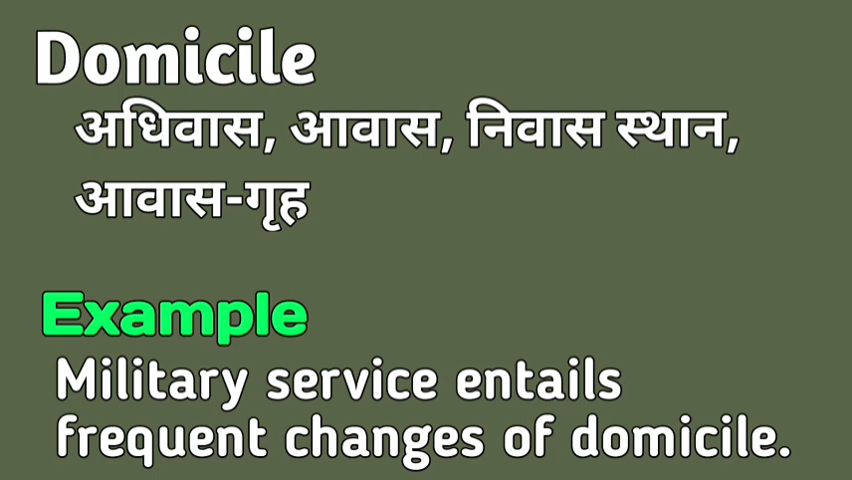 Domicile
अधिवास, आवास, निवास स्थान,
आवास-गृह
Example
Military service entails
frequent changes of domicile.